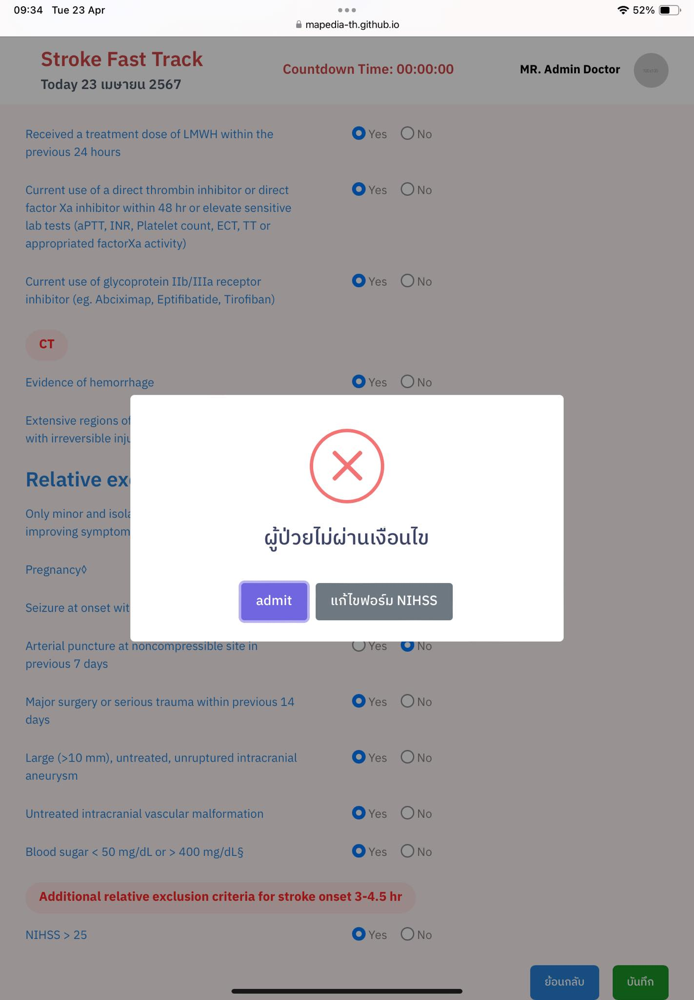 09:34 Tue 23 Apr
52%
mapedia-th.github.io
Stroke Fast Track
Today 23 เมษายน 2567
Countdown Time: 00:00:00
MR. Admin Doctor
100x100
Received a treatment dose of LMWH within the
previous 24 hours
Yes No
Current use of a direct thrombin inhibitor or direct
factor Xa inhibitor within 48 hr or elevate sensitive
lab tests (aPTT, INR, Platelet count, ECT, TT or
appropriated factorXa activity)
Yes No
Current use of glycoprotein IIb/IIIa receptor
inhibitor (eg. Abciximap, Eptifibatide, Tirofiban)
Yes No
CT
Evidence of hemorrhage
Yes No
Extensive regions of
with irreversible inju
Relative ex
Only minor and isola
improving symptom
Pregnancy◊
Seizure at onset wit
ผู้ป่วยไม่ผ่านเงื่อนไข
admit
แก้ไขฟอร์ม NIHSS
Arterial puncture at noncompressible site in
previous 7 days
Yes No
Major surgery or serious trauma within previous 14
days
Yes No
Large (>10 mm), untreated, unruptured intracranial
aneurysm
Yes No
Untreated intracranial vascular malformation
Yes No
Blood sugar < 50 mg/dL or > 400 mg/dL§
Yes No
Additional relative exclusion criteria for stroke onset 3-4.5 hr
NIHSS > 25
Yes No
ย้อนกลับ
บันทึก